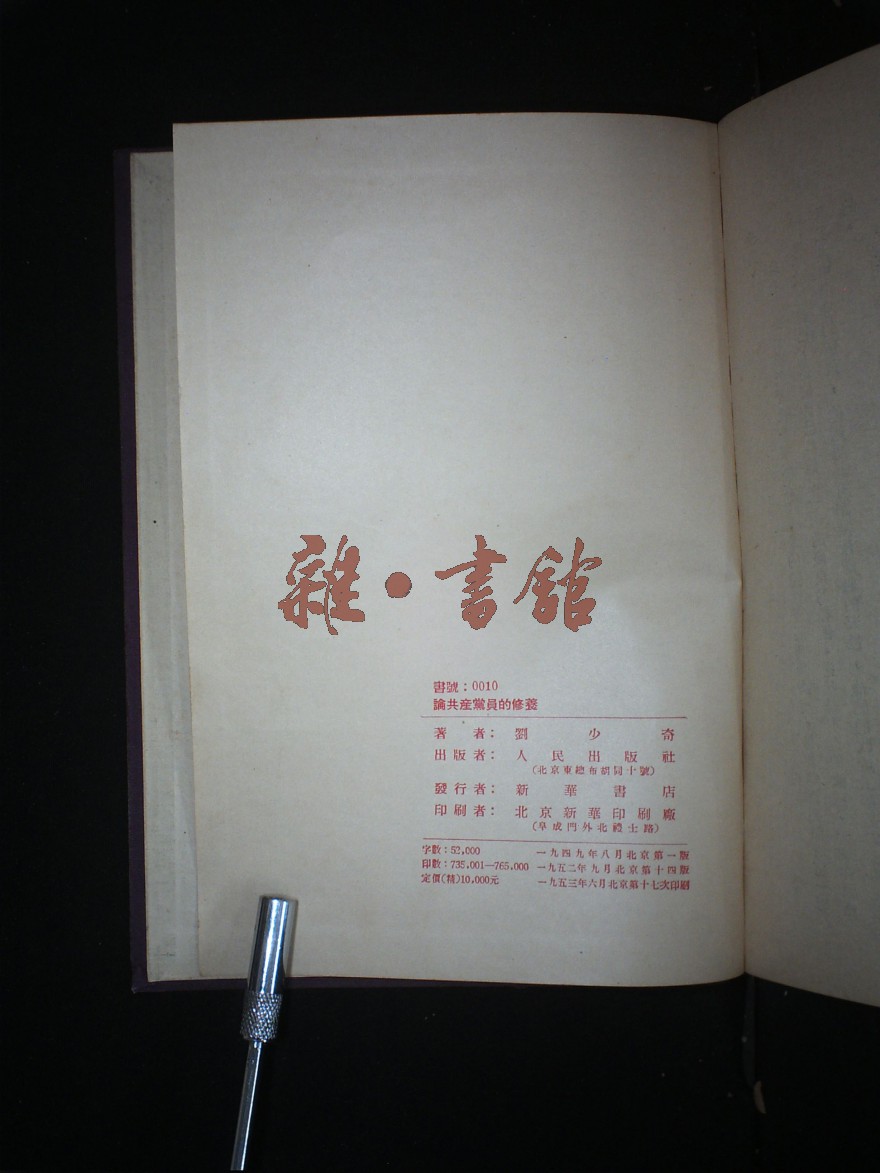 雜·書館
書號：0010
論共産黨員的修養
著者：劉少奇
出版者：人民出版社
（北京東總布胡同十號）
發行者：新華書店
印刷者：北京新華印刷廠
（阜成門外北禮士路）
字數：52,000 一九四九年八月北京第一版
印數：735,001—765,000 一九五二年九月北京第十四版
定價（精）10,000元 一九五三年六月北京第十七次印刷